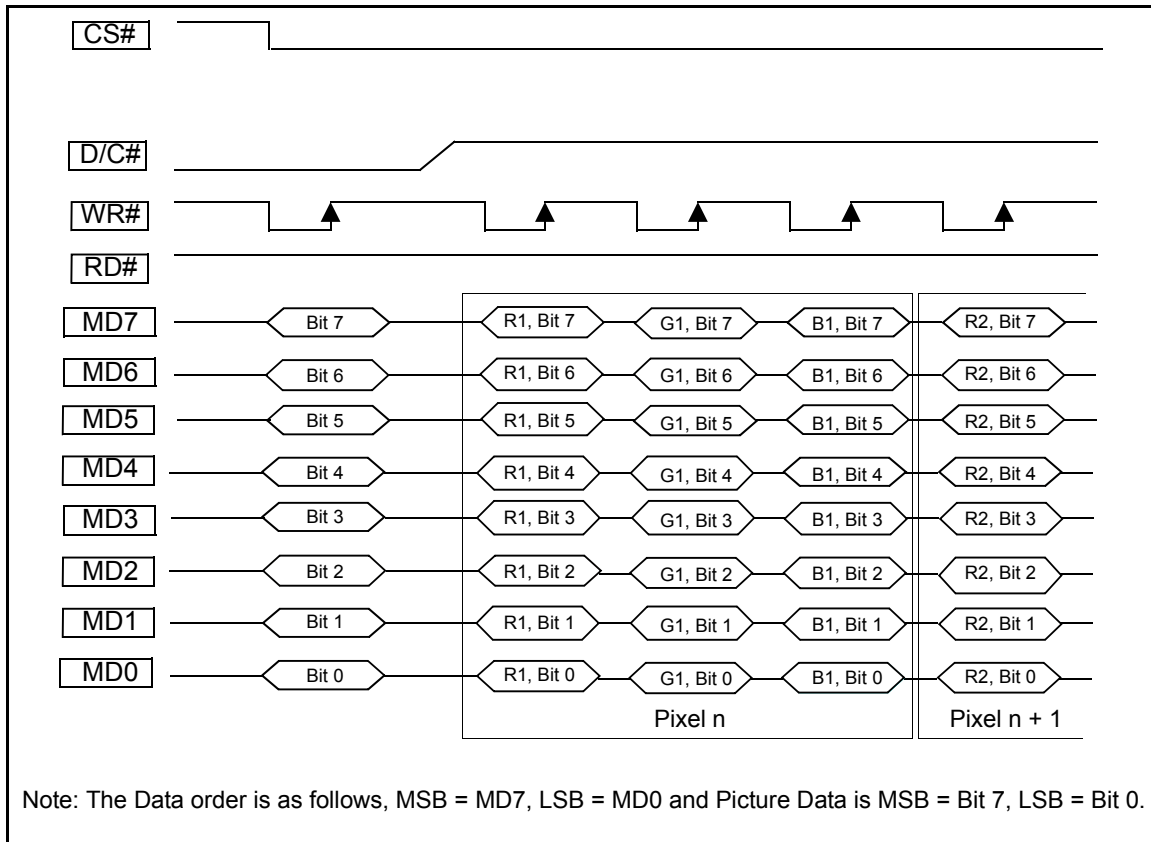 CS#
D/C#
WR#
RD#
MD7 Bit 7 R1, Bit 7 G1, Bit 7 B1, Bit 7 R2, Bit 7
MD6 Bit 6 R1, Bit 6 G1, Bit 6 B1, Bit 6 R2, Bit 6
MD5 Bit 5 R1, Bit 5 G1, Bit 5 B1, Bit 5 R2, Bit 5
MD4 Bit 4 R1, Bit 4 G1, Bit 4 B1, Bit 4 R2, Bit 4
MD3 Bit 3 R1, Bit 3 G1, Bit 3 B1, Bit 3 R2, Bit 3
MD2 Bit 2 R1, Bit 2 G1, Bit 2 B1, Bit 2 R2, Bit 2
MD1 Bit 1 R1, Bit 1 G1, Bit 1 B1, Bit 1 R2, Bit 1
MD0 Bit 0 R1, Bit 0 G1, Bit 0 B1, Bit 0 R2, Bit 0
Pixel n Pixel n + 1
Note: The Data order is as follows, MSB = MD7, LSB = MD0 and Picture Data is MSB = Bit 7, LSB = Bit 0.